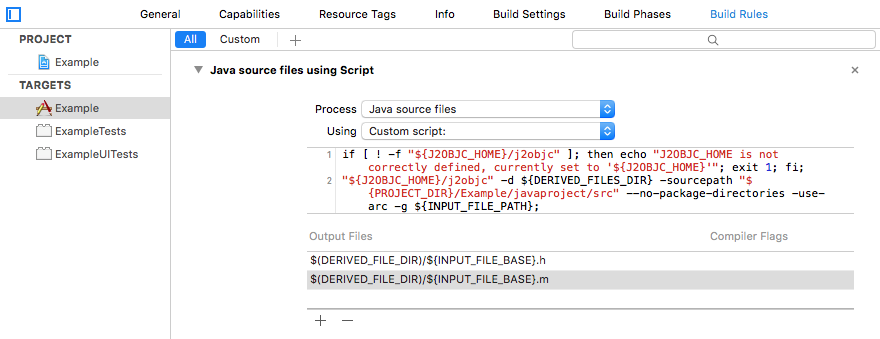 General Capabilities Resource Tags Info Build Settings Build Phases Build Rules
PROJECT
Example
TARGETS
Example
ExampleTests
ExampleUITests
All Custom +
Java source files using Script ×
Process Java source files
Using Custom script:
1 if [ ! -f "${J2OBJC_HOME}/j2objc" ]; then echo "J2OBJC_HOME is not
correctly defined, currently set to '${J2OBJC_HOME}'"; exit 1; fi;
2 "${J2OBJC_HOME}/j2objc" -d ${DERIVED_FILES_DIR} -sourcepath "$
{PROJECT_DIR}/Example/javaproject/src" --no-package-directories -use-
arc -g ${INPUT_FILE_PATH};
Output Files Compiler Flags
$(DERIVED_FILE_DIR)/${INPUT_FILE_BASE}.h
$(DERIVED_FILE_DIR)/${INPUT_FILE_BASE}.m
+ −